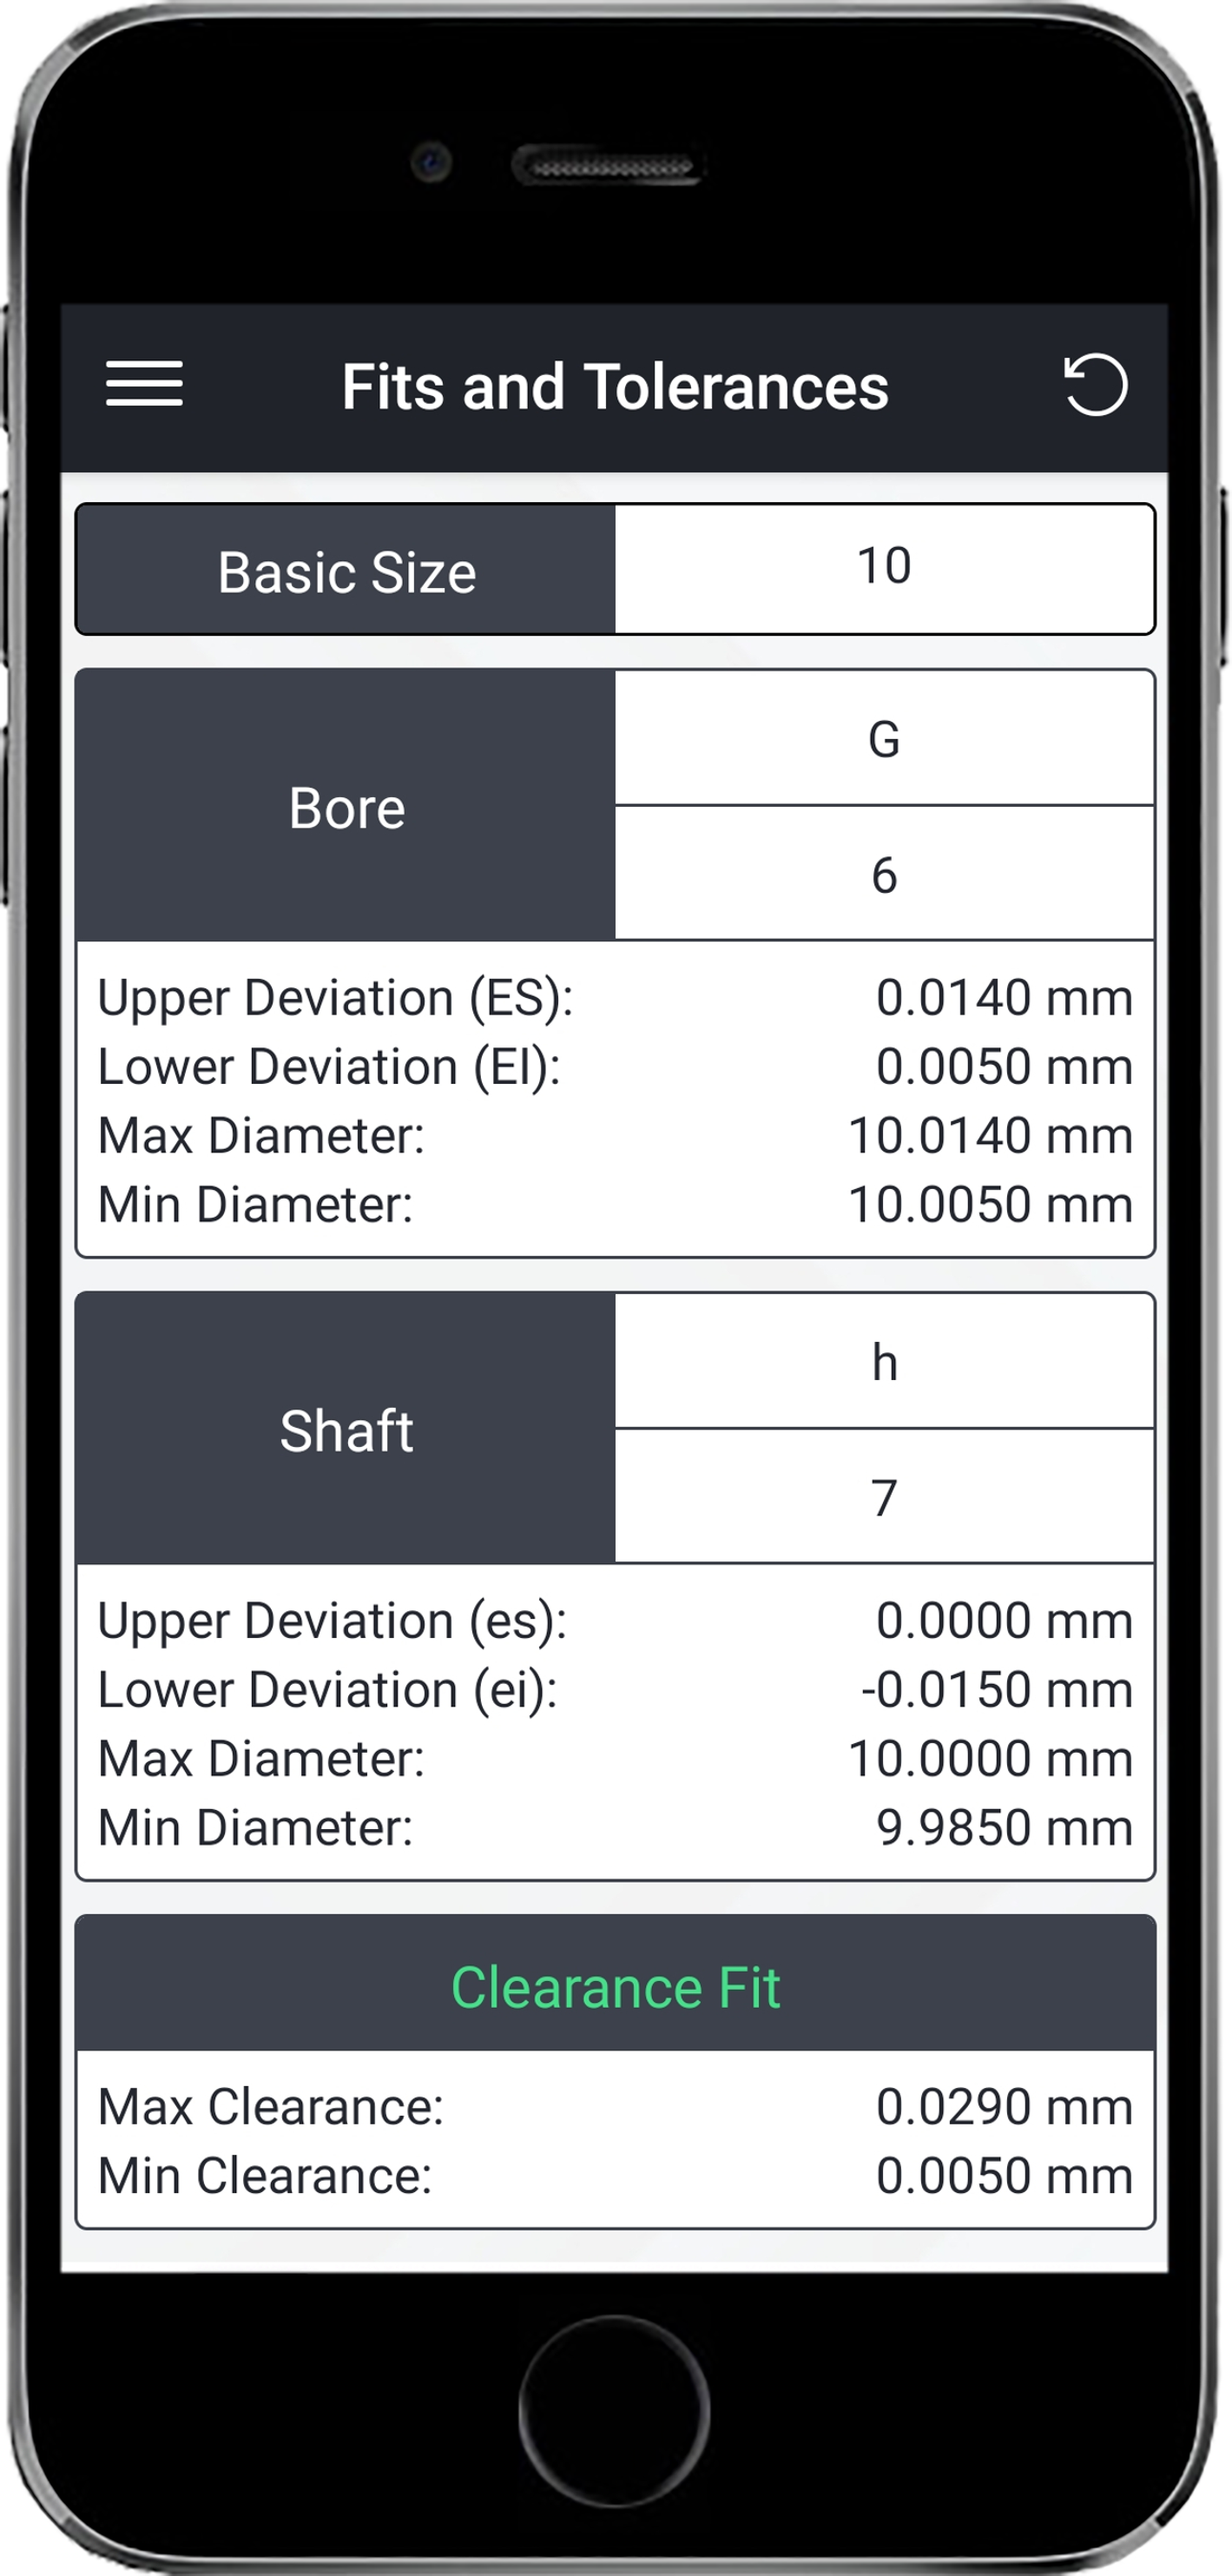 Fits and Tolerances
Basic Size 10
Bore
G
6
Upper Deviation (ES): 0.0140 mm
Lower Deviation (EI): 0.0050 mm
Max Diameter: 10.0140 mm
Min Diameter: 10.0050 mm
Shaft
h
7
Upper Deviation (es): 0.0000 mm
Lower Deviation (ei): -0.0150 mm
Max Diameter: 10.0000 mm
Min Diameter: 9.9850 mm
Clearance Fit
Max Clearance: 0.0290 mm
Min Clearance: 0.0050 mm